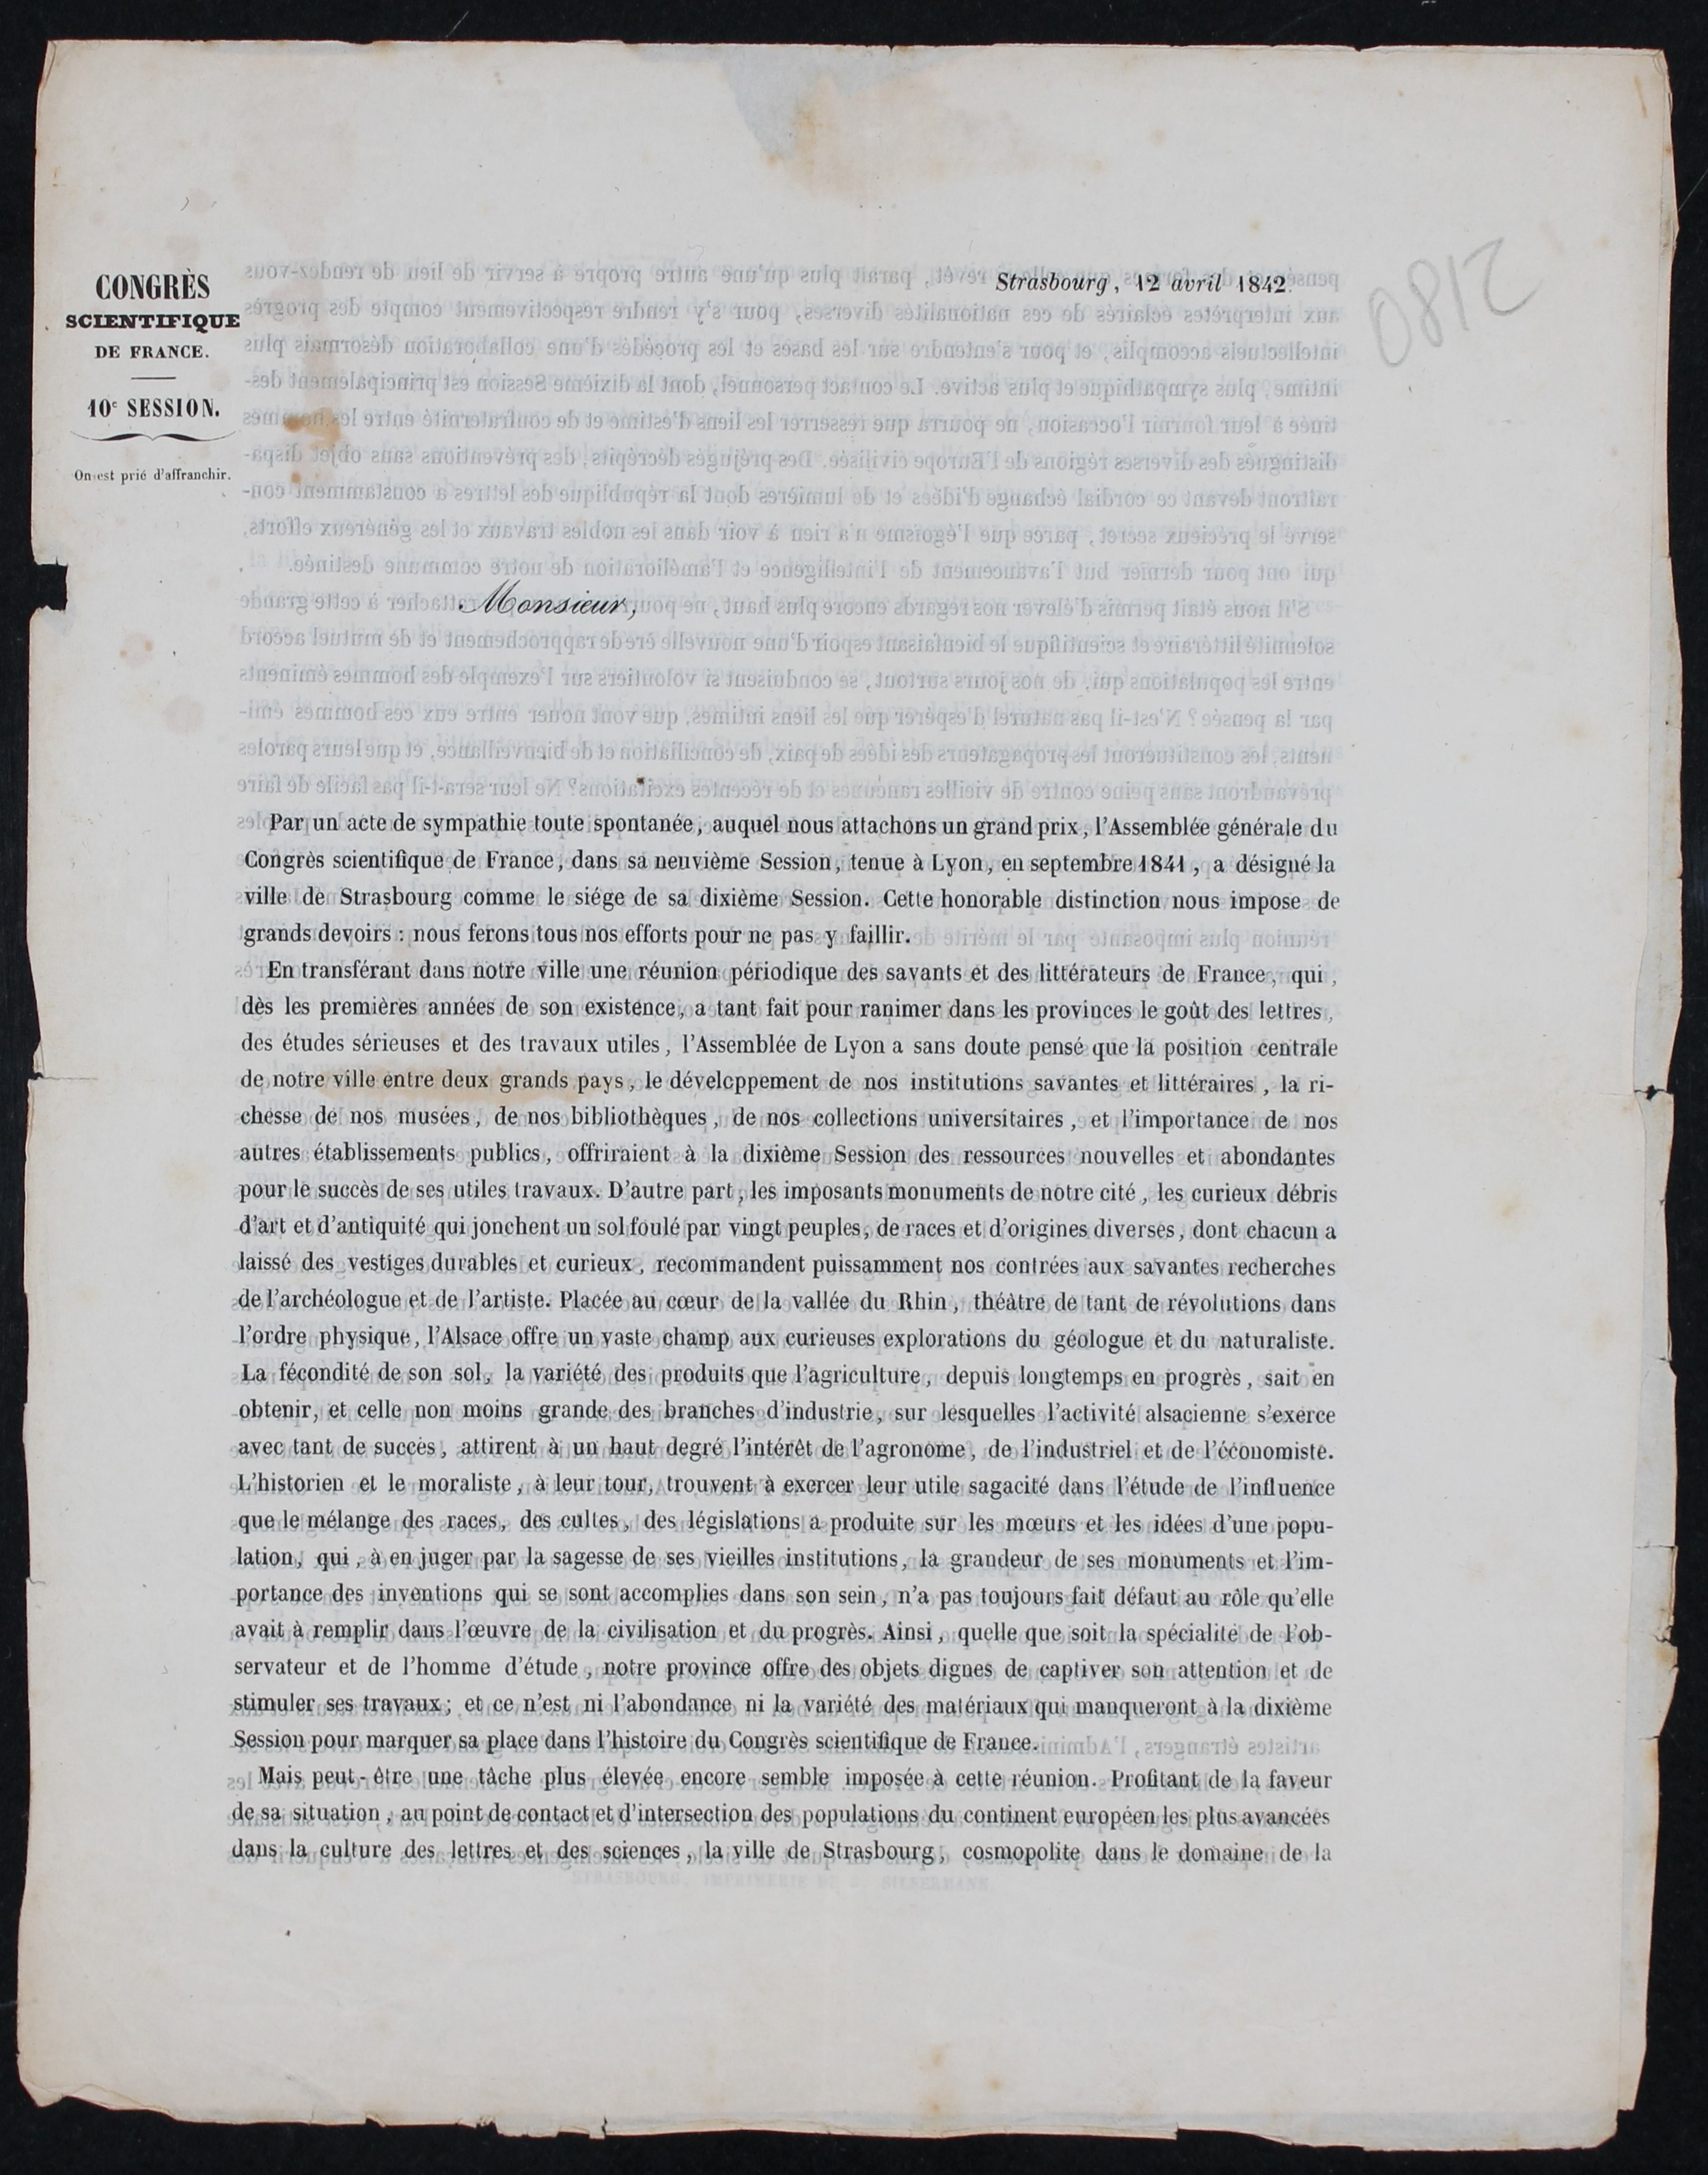 CONGRÈS
SCIENTIFIQUE
DE FRANCE.
10e SESSION.
On est prié d'affranchir.
Strasbourg, 12 avril 1842.
2180
Monsieur,
Par un acte de sympathie toute spontanée, auquel nous attachons un grand prix, l'Assemblée générale du
Congrès scientifique de France, dans sa neuvième Session, tenue à Lyon, en septembre 1841, a désigné la
ville de Strasbourg comme le siége de sa dixième Session. Cette honorable distinction nous impose de
grands devoirs : nous ferons tous nos efforts pour ne pas y faillir.
En transférant dans notre ville une réunion périodique des savants et des littérateurs de France, qui,
dès les premières années de son existence, a tant fait pour ranimer dans les provinces le goût des lettres,
des études sérieuses et des travaux utiles, l'Assemblée de Lyon a sans doute pensé que la position centrale
de notre ville entre deux grands pays, le développement de nos institutions savantes et littéraires, la ri-
chesse de nos musées, de nos bibliothèques, de nos collections universitaires, et l'importance de nos
autres établissements publics, offriraient à la dixième Session des ressources nouvelles et abondantes
pour le succès de ses utiles travaux. D'autre part, les imposants monuments de notre cité, les curieux débris
d'art et d'antiquité qui jonchent un sol foulé par vingt peuples, de races et d'origines diverses, dont chacun a
laissé des vestiges durables et curieux, recommandent puissamment nos contrées aux savantes recherches
de l'archéologue et de l'artiste. Placée au cœur de la vallée du Rhin, théâtre de tant de révolutions dans
l'ordre physique, l'Alsace offre un vaste champ aux curieuses explorations du géologue et du naturaliste.
La fécondité de son sol, la variété des produits que l'agriculture, depuis longtemps en progrès, sait en
obtenir, et celle non moins grande des branches d'industrie, sur lesquelles l'activité alsacienne s'exerce
avec tant de succès, attirent à un haut degré l'intérêt de l'agronome, de l'industriel et de l'économiste.
L'historien et le moraliste, à leur tour, trouvent à exercer leur utile sagacité dans l'étude de l'influence
que le mélange des races, des cultes, des législations a produite sur les mœurs et les idées d'une popu-
lation, qui, à en juger par la sagesse de ses vieilles institutions, la grandeur de ses monuments et l'im-
portance des inventions qui se sont accomplies dans son sein, n'a pas toujours fait défaut au rôle qu'elle
avait à remplir dans l'œuvre de la civilisation et du progrès. Ainsi, quelle que soit la spécialité de l'ob-
servateur et de l'homme d'étude, notre province offre des objets dignes de captiver son attention et de
stimuler ses travaux; et ce n'est ni l'abondance ni la variété des matériaux qui manqueront à la dixième
Session pour marquer sa place dans l'histoire du Congrès scientifique de France.
Mais peut-être une tâche plus élevée encore semble imposée à cette réunion. Profitant de la faveur
de sa situation, au point de contact et d'intersection des populations du continent européen les plus avancées
dans la culture des lettres et des sciences, la ville de Strasbourg, cosmopolite dans le domaine de la